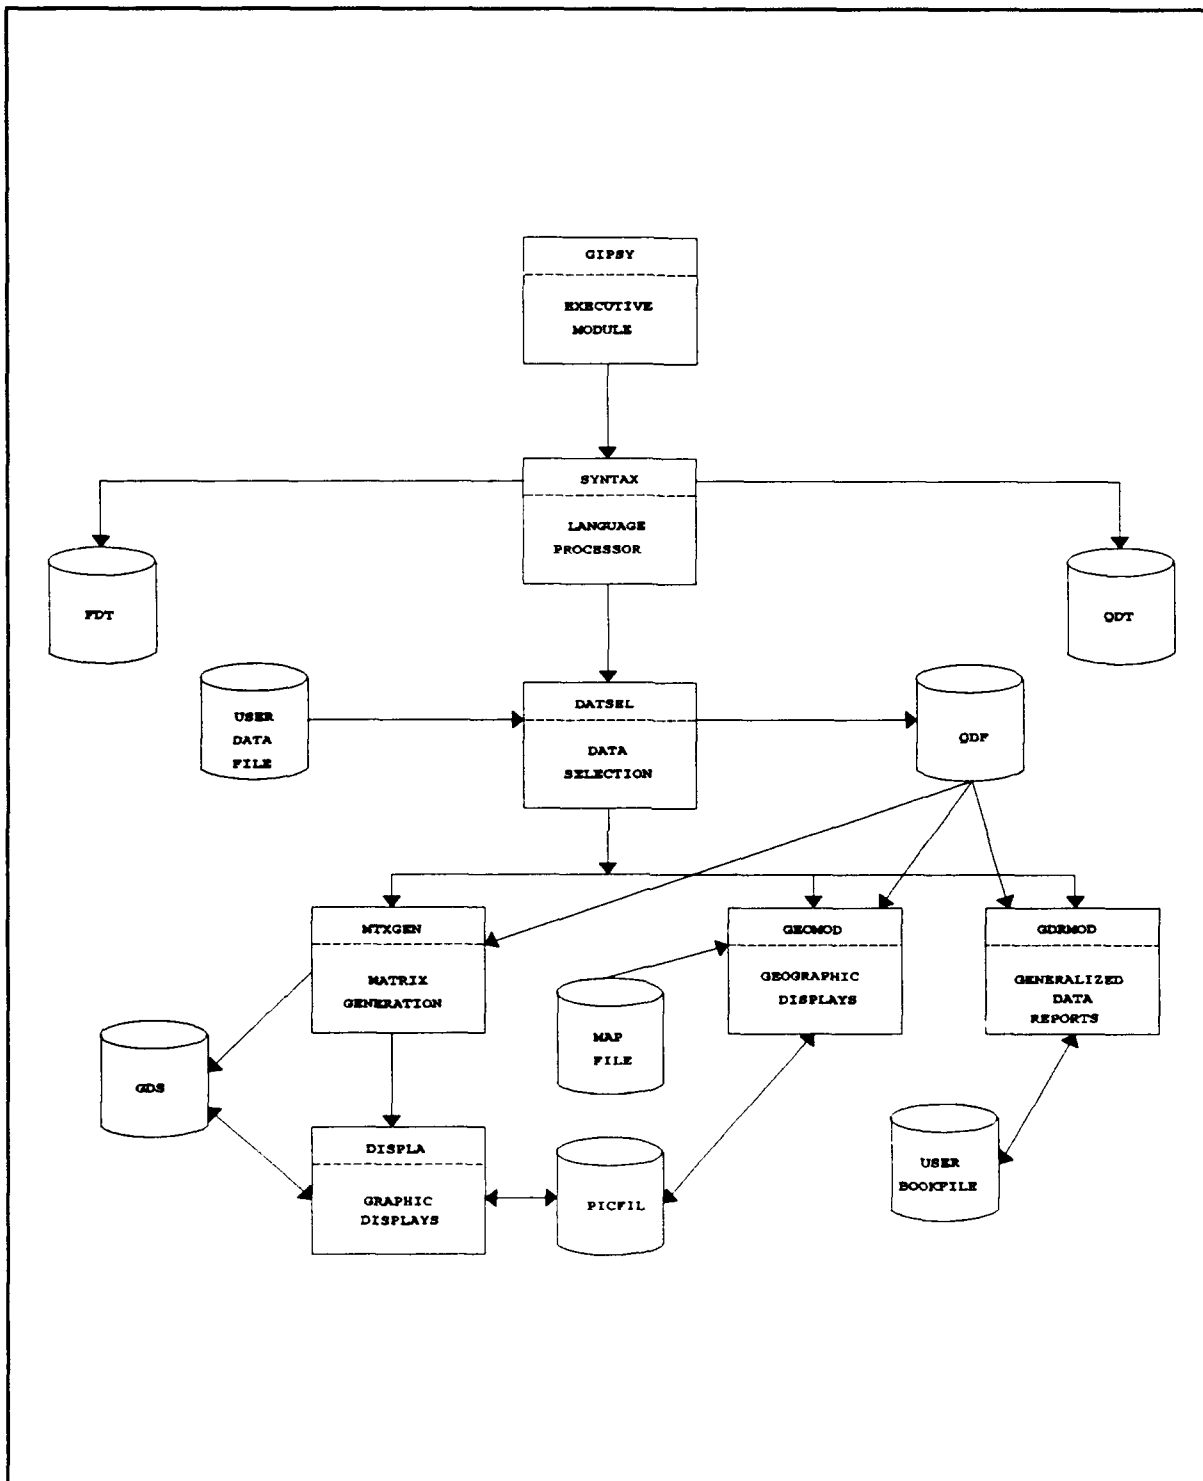 GIPSY
EXECUTIVE
MODULE
SYNTAX
LANGUAGE
PROCESSOR
FDT
QDT
USER
DATA
FILE
DATSEL
DATA
SELECTION
QDF
MTXGEN
MATRIX
GENERATION
GEOMOD
GEOGRAPHIC
DISPLAYS
GDRMOD
GENERALIZED
DATA
REPORTS
MAP
FILE
GDS
DISPLA
GRAPHIC
DISPLAYS
PICFIL
USER
BOOKFILE